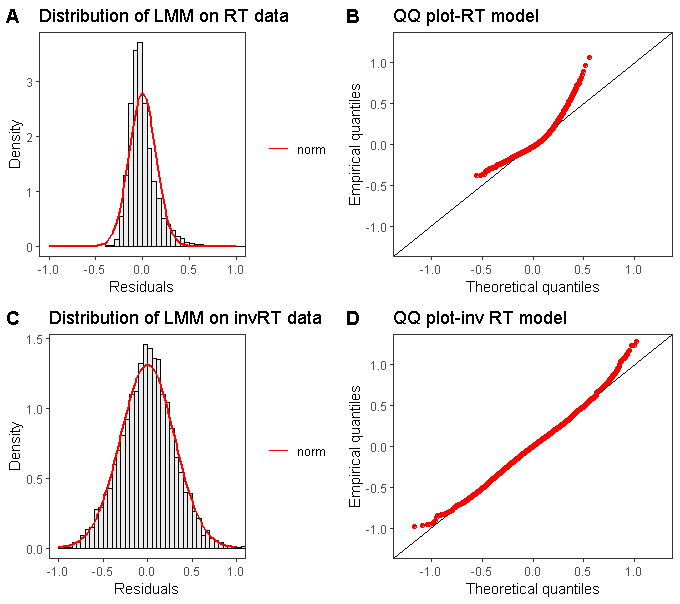 A Distribution of LMM on RT data
Density
3
2
1
0
-1.0 -0.5 0.0 0.5 1.0
Residuals
norm
B QQ plot-RT model
Empirical quantiles
1.0
0.5
0.0
-0.5
-1.0
-1.0 -0.5 0.0 0.5 1.0
Theoretical quantiles
C Distribution of LMM on invRT data
Density
1.5
1.0
0.5
0.0
-1.0 -0.5 0.0 0.5 1.0
Residuals
norm
D QQ plot-inv RT model
Empirical quantiles
1.0
0.5
0.0
-0.5
-1.0
-1.0 -0.5 0.0 0.5 1.0
Theoretical quantiles